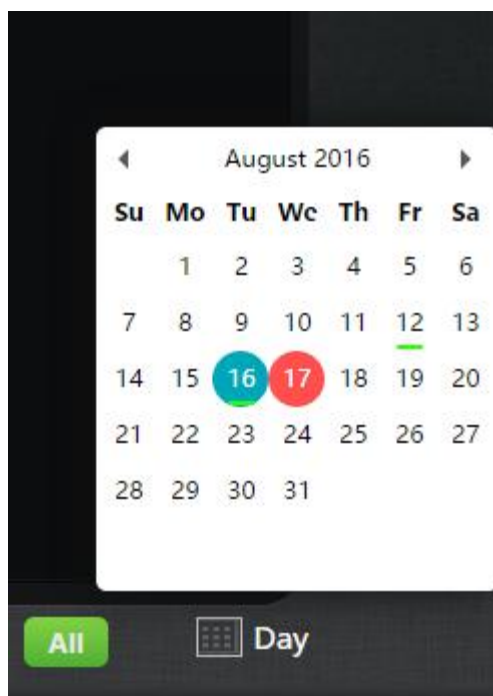 August 2016
Su Mo Tu We Th Fr Sa
1 2 3 4 5 6
7 8 9 10 11 12 13
14 15 16 17 18 19 20
21 22 23 24 25 26 27
28 29 30 31
All Day